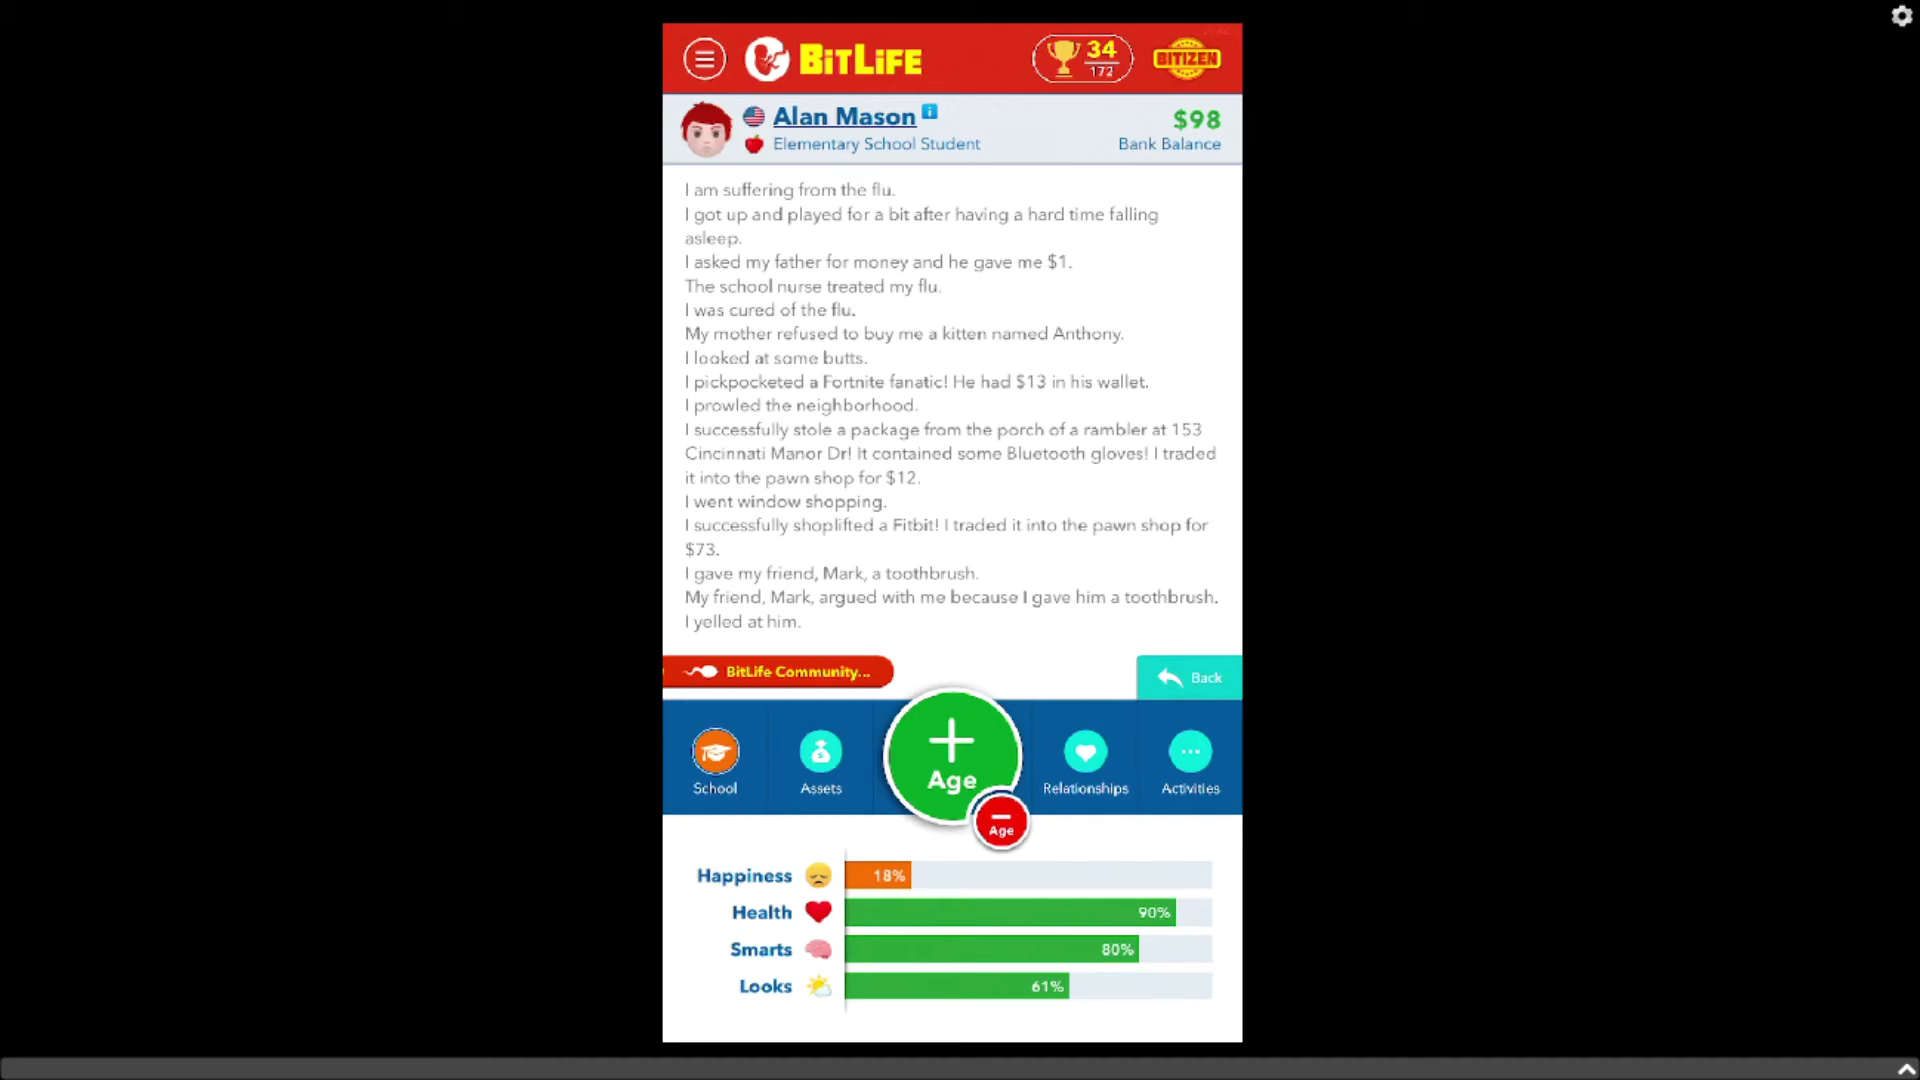 BITLIFE
34
172
BITIZEN
Alan Mason
$98
Elementary School Student
Bank Balance
I am suffering from the flu.
I got up and played for a bit after having a hard time falling
asleep.
I asked my father for money and he gave me $1.
The school nurse treated my flu.
I was cured of the flu.
My mother refused to buy me a kitten named Anthony.
I looked at some butts.
I pickpocketed a Fortnite fanatic! He had $13 in his wallet.
I prowled the neighborhood.
I successfully stole a package from the porch of a rambler at 153
Cincinnati Manor Dr! It contained some Bluetooth gloves! I traded
it into the pawn shop for $12.
I went window shopping.
I successfully shoplifted a Fitbit! I traded it into the pawn shop for
$73.
I gave my friend, Mark, a toothbrush.
My friend, Mark, argued with me because I gave him a toothbrush.
I yelled at him.
BitLife Community...
Back
School
Assets
Age
Relationships
Activities
Age
Happiness 18%
Health 90%
Smarts 80%
Looks 61%